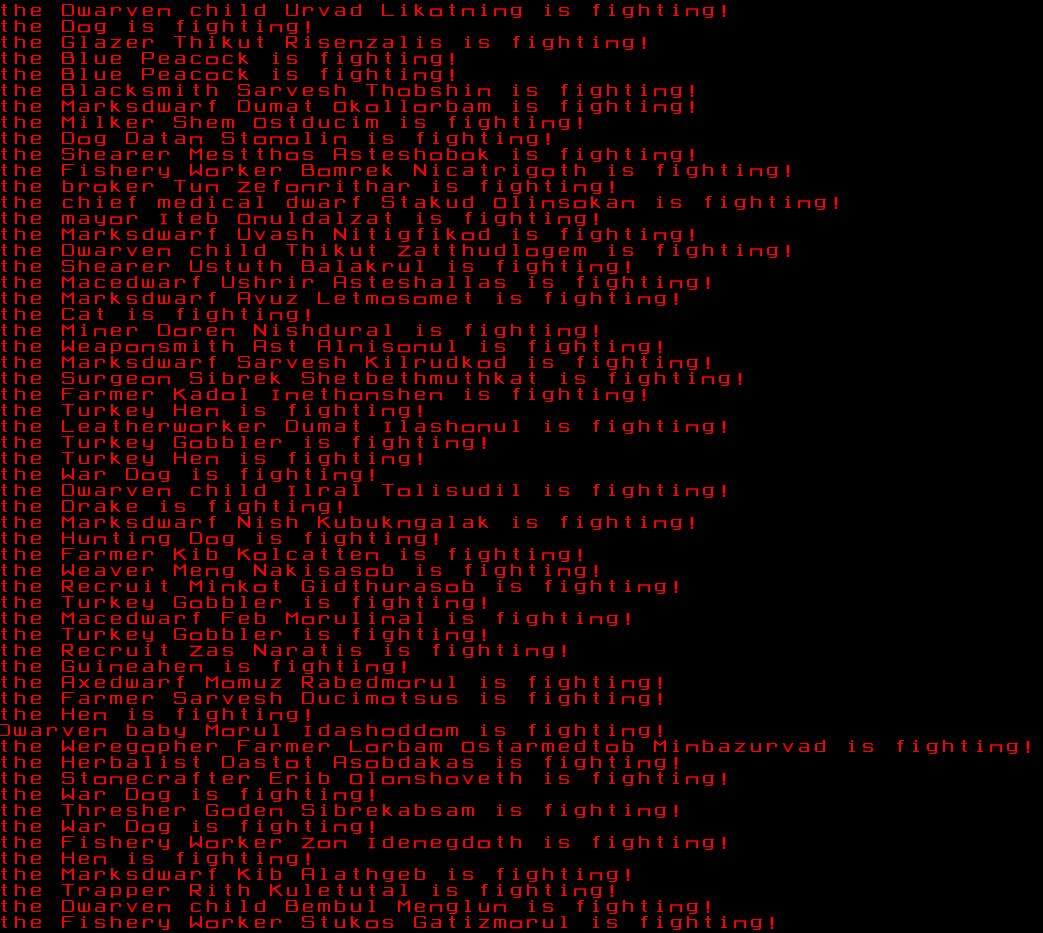 the Dwarven child Urvad Likotning is fighting!
the Dog is fighting!
the Glazer Thikut Risenzalis is fighting!
the Blue Peacock is fighting!
the Blue Peacock is fighting!
the Blacksmith Sarvesh Thobshin is fighting!
the Marksdwarf Dumat Okollorbam is fighting!
the Milker Shem Ostducim is fighting!
the Dog Datan Stonolin is fighting!
the Shearer Mestthos Asteshobok is fighting!
the Fishery Worker Bomrek Nicatrigoth is fighting!
the broker Tun Zefonrithar is fighting!
the chief medical dwarf Stakud Olinsokan is fighting!
the mayor Iteb Onuldalzat is fighting!
the Marksdwarf Uvash Nitigfikod is fighting!
the Dwarven child Thikut Zatthudlogem is fighting!
the Shearer Ustuth Balakrul is fighting!
the Macedwarf Ushrir Asteshallas is fighting!
the Marksdwarf Avuz Letmosomet is fighting!
the Cat is fighting!
the Miner Doren Nishdural is fighting!
the Weaponsmith Ast Alnisonul is fighting!
the Marksdwarf Sarvesh Kilrudkod is fighting!
the Surgeon Sibrek Shetbethmuthkat is fighting!
the Farmer Kadol Inethonshen is fighting!
the Turkey Hen is fighting!
the Leatherworker Dumat Ilashonul is fighting!
the Turkey Gobbler is fighting!
the Turkey Hen is fighting!
the War Dog is fighting!
the Dwarven child Ilral Tolisudil is fighting!
the Drake is fighting!
the Marksdwarf Nish Kubukngalak is fighting!
the Hunting Dog is fighting!
the Farmer Kib Kolcatten is fighting!
the Weaver Meng Nakisasob is fighting!
the Recruit Minkot Gidthurasob is fighting!
the Turkey Gobbler is fighting!
the Macedwarf Feb Morulinal is fighting!
the Turkey Gobbler is fighting!
the Recruit Zas Naratis is fighting!
the Guineahen is fighting!
the Axedwarf Momuz Rabedmorul is fighting!
the Farmer Sarvesh Ducimotsus is fighting!
the Hen is fighting!
Dwarven baby Morul Idashoddom is fighting!
the Weregopher Farmer Lorbam Ostarmedtob Minbazurvad is fighting!
the Herbalist Dastot Asobdakas is fighting!
the Stonecrafter Erib Olonshoveth is fighting!
the War Dog is fighting!
the Thresher Goden Sibrekabsam is fighting!
the War Dog is fighting!
the Fishery Worker Zon Idenegdoth is fighting!
the Hen is fighting!
the Marksdwarf Kib Alathgeb is fighting!
the Trapper Rith Kuletutal is fighting!
the Dwarven child Bembul Menglun is fighting!
the Fishery Worker Stukos Gatizmorul is fighting!